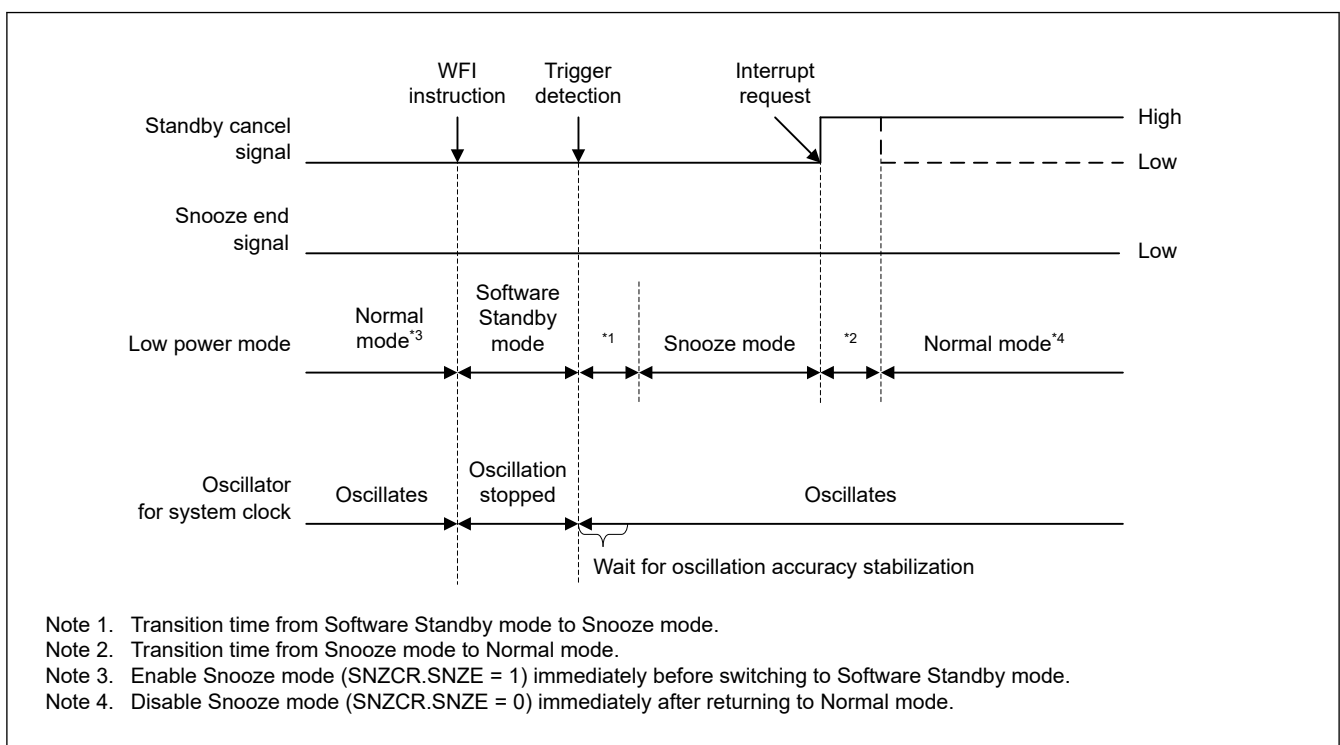 WFI
instruction
Trigger
detection
Interrupt
request
Standby cancel
signal
High
Low
Snooze end
signal
Low
Low power mode
Normal
mode*3
Software
Standby
mode
*1
Snooze mode
*2
Normal mode*4
Oscillator
for system clock
Oscillates
Oscillation
stopped
Oscillates
Wait for oscillation accuracy stabilization
Note 1. Transition time from Software Standby mode to Snooze mode.
Note 2. Transition time from Snooze mode to Normal mode.
Note 3. Enable Snooze mode (SNZCR.SNZE = 1) immediately before switching to Software Standby mode.
Note 4. Disable Snooze mode (SNZCR.SNZE = 0) immediately after returning to Normal mode.